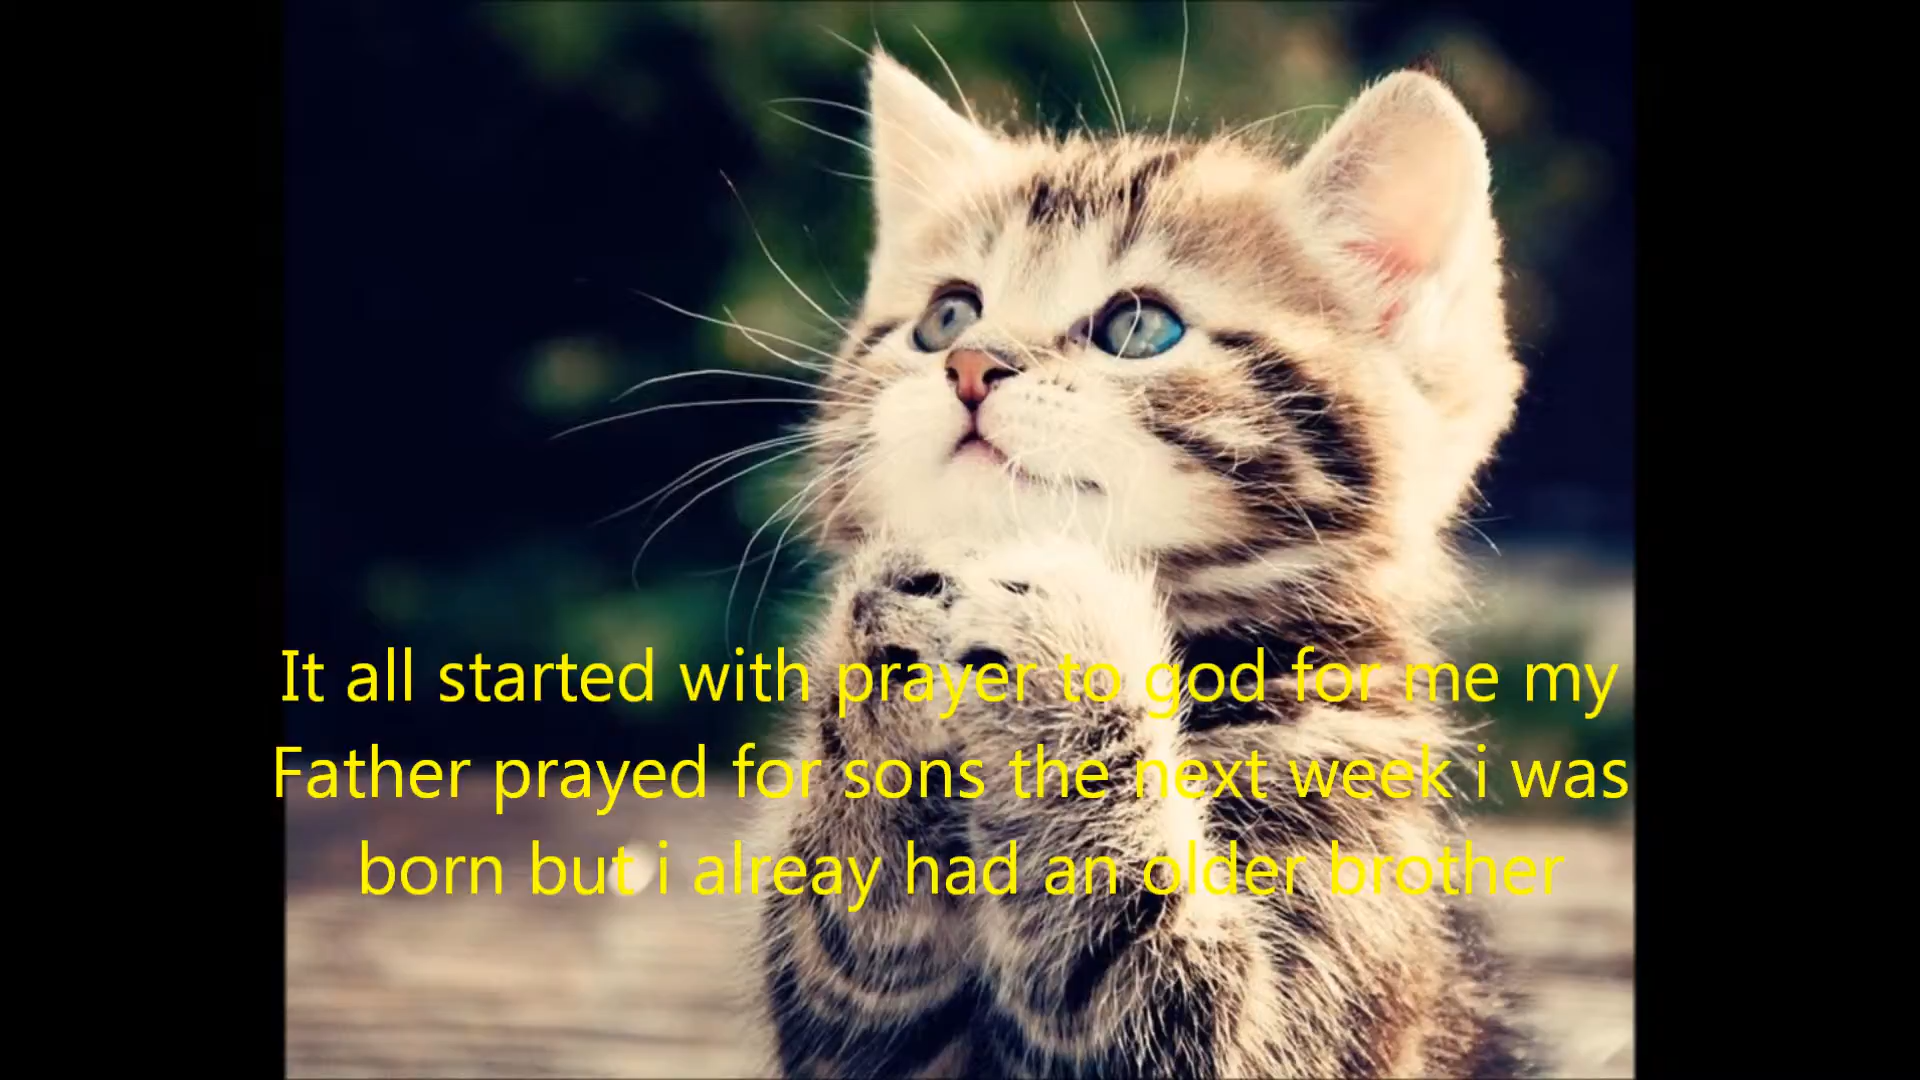 It all started with prayer to god for me my
Father prayed for sons the next week i was
born but i alreay had an older brother